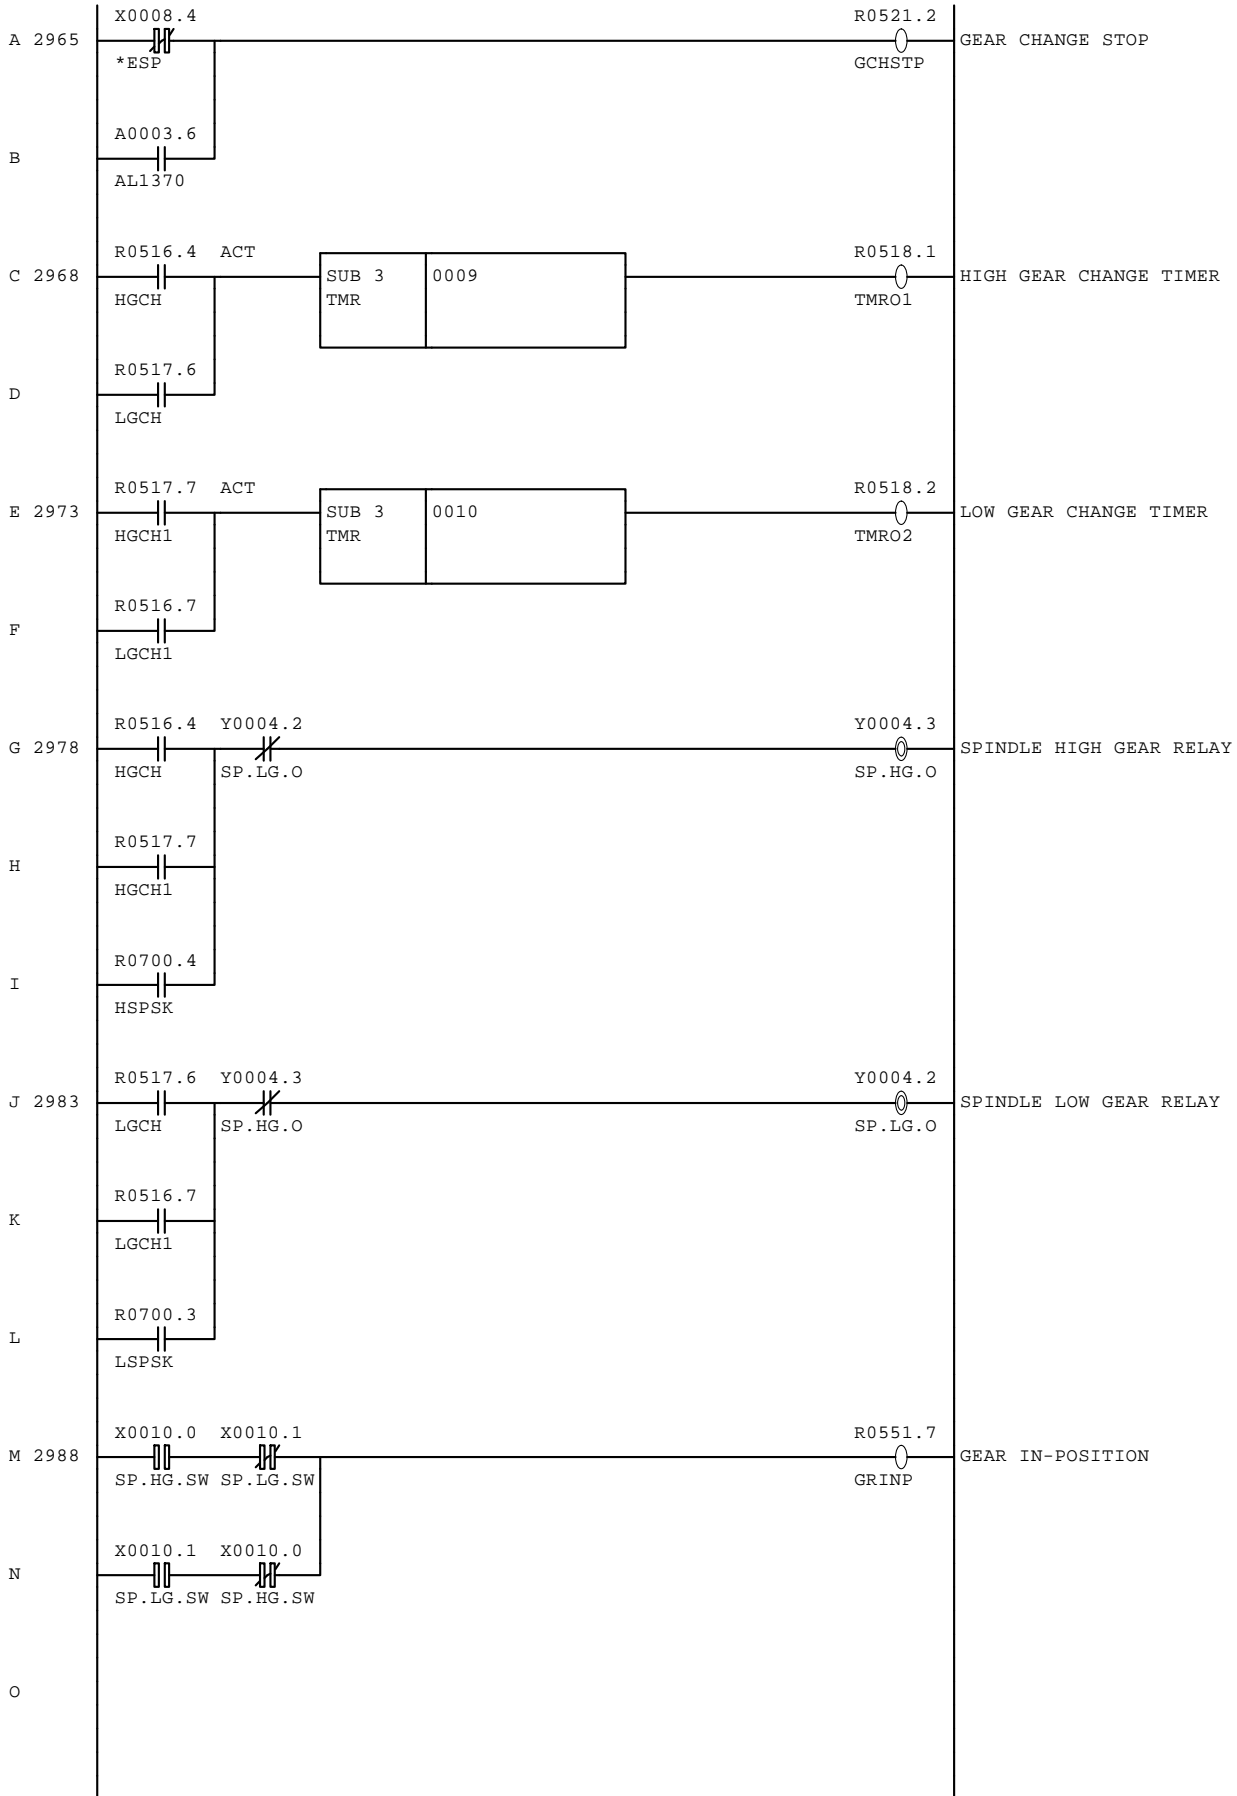 X0008.4 R0521.2
A 2965 GEAR CHANGE STOP
*ESP GCHSTP
A0003.6
B
AL1370
R0516.4 ACT R0518.1
C 2968 SUB 3 0009 HIGH GEAR CHANGE TIMER
HGCH TMR TMRO1
R0517.6
D
LGCH
R0517.7 ACT R0518.2
E 2973 SUB 3 0010 LOW GEAR CHANGE TIMER
HGCH1 TMR TMRO2
R0516.7
F
LGCH1
R0516.4 Y0004.2 Y0004.3
G 2978 SPINDLE HIGH GEAR RELAY
HGCH SP.LG.O SP.HG.O
R0517.7
H
HGCH1
R0700.4
I
HSPSK
R0517.6 Y0004.3 Y0004.2
J 2983 SPINDLE LOW GEAR RELAY
LGCH SP.HG.O SP.LG.O
R0516.7
K
LGCH1
R0700.3
L
LSPSK
X0010.0 X0010.1 R0551.7
M 2988 GEAR IN-POSITION
SP.HG.SW SP.LG.SW GRINP
X0010.1 X0010.0
N
SP.LG.SW SP.HG.SW
O